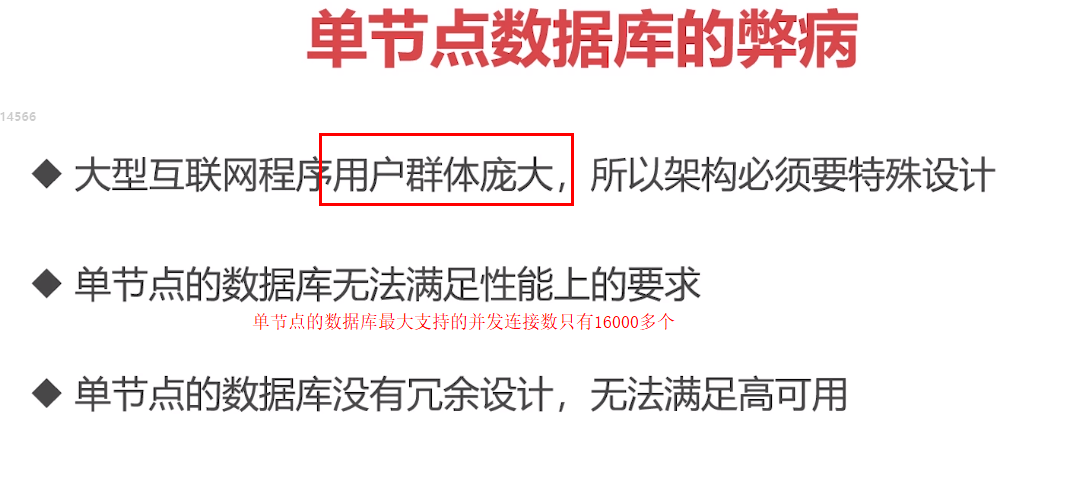 单节点数据库的弊病
14566
◆ 大型互联网程序用户群体庞大，所以架构必须要特殊设计
◆ 单节点的数据库无法满足性能上的要求
单节点的数据库最大支持的并发连接数只有16000多个
◆ 单节点的数据库没有冗余设计，无法满足高可用